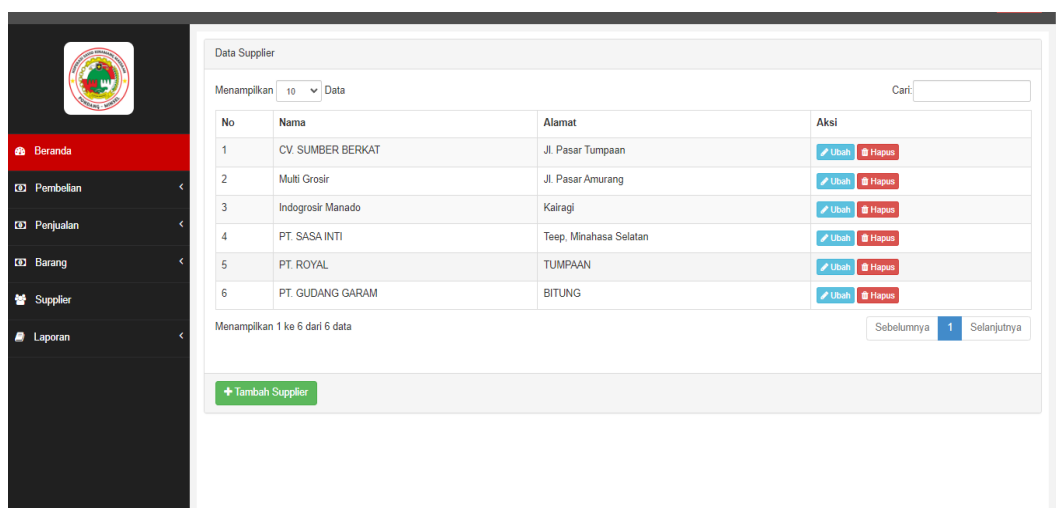 Beranda
Pembelian
Penjualan
Barang
Supplier
Laporan
Data Supplier
Menampilkan 10 Data
Cari:
No Nama Alamat Aksi
1 CV. SUMBER BERKAT Jl. Pasar Tumpaan Ubah Hapus
2 Multi Grosir Jl. Pasar Amurang Ubah Hapus
3 Indogrosir Manado Kairagi Ubah Hapus
4 PT. SASA INTI Teep, Minahasa Selatan Ubah Hapus
5 PT. ROYAL TUMPAAN Ubah Hapus
6 PT. GUDANG GARAM BITUNG Ubah Hapus
Menampilkan 1 ke 6 dari 6 data
Sebelumnya 1 Selanjutnya
+ Tambah Supplier